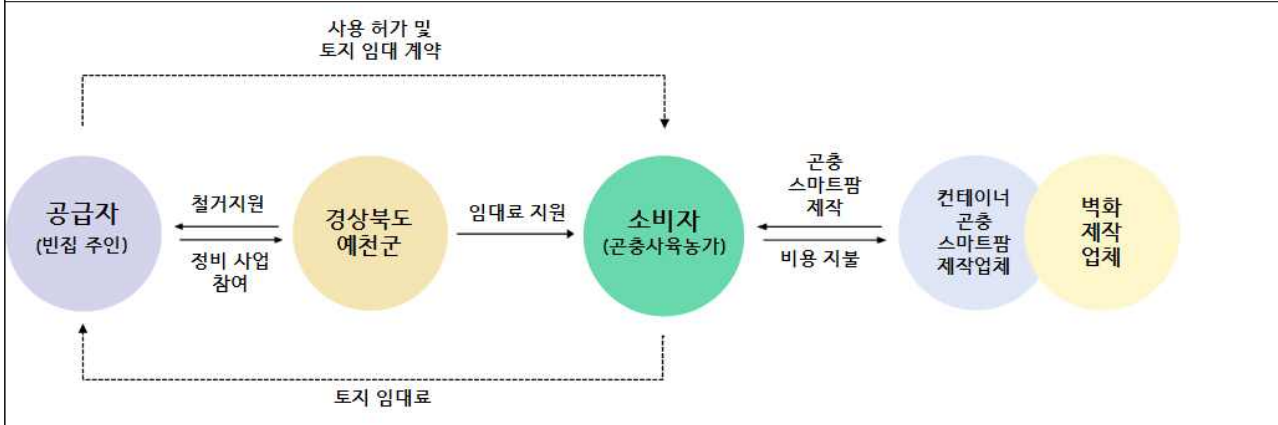 사용 허가 및
토지 임대 계약
공급자
(빈집 주인)
철거지원
정비 사업
참여
경상북도
예천군
임대료 지원
소비자
(곤충사육농가)
곤충
스마트팜
제작
비용 지불
컨테이너
곤충
스마트팜
제작업체
벽화
제작
업체
토지 임대료